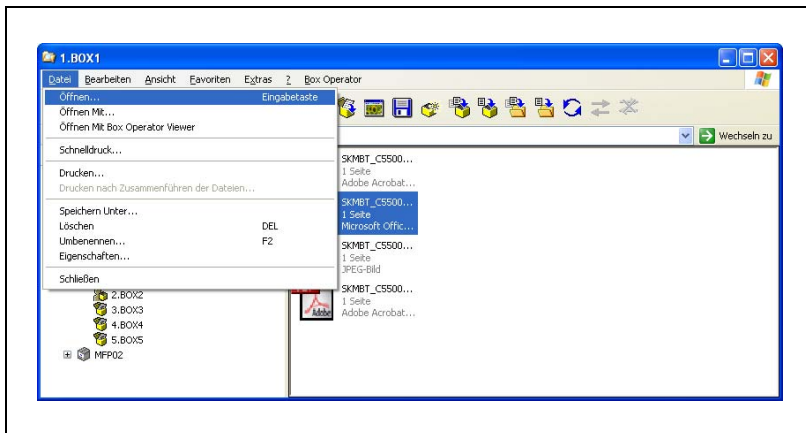 1.BOX1
Datei Bearbeiten Ansicht Favoriten Extras ? Box Operator
Öffnen... Eingabetaste
Öffnen Mit...
Öffnen Mit Box Operator Viewer
Schnelldruck...
Drucken...
Drucken nach Zusammenführen der Dateien...
Speichern Unter...
Löschen DEL
Umbenennen... F2
Eigenschaften...
Schließen
Wechseln zu
SKMBT_C5500...
1 Seite
Adobe Acrobat...
SKMBT_C5500...
1 Seite
Microsoft Offic...
SKMBT_C5500...
1 Seite
JPEG-Bild
SKMBT_C5500...
1 Seite
Adobe Acrobat...
Adobe
2.BOX2
3.BOX3
4.BOX4
5.BOX5
MFP02